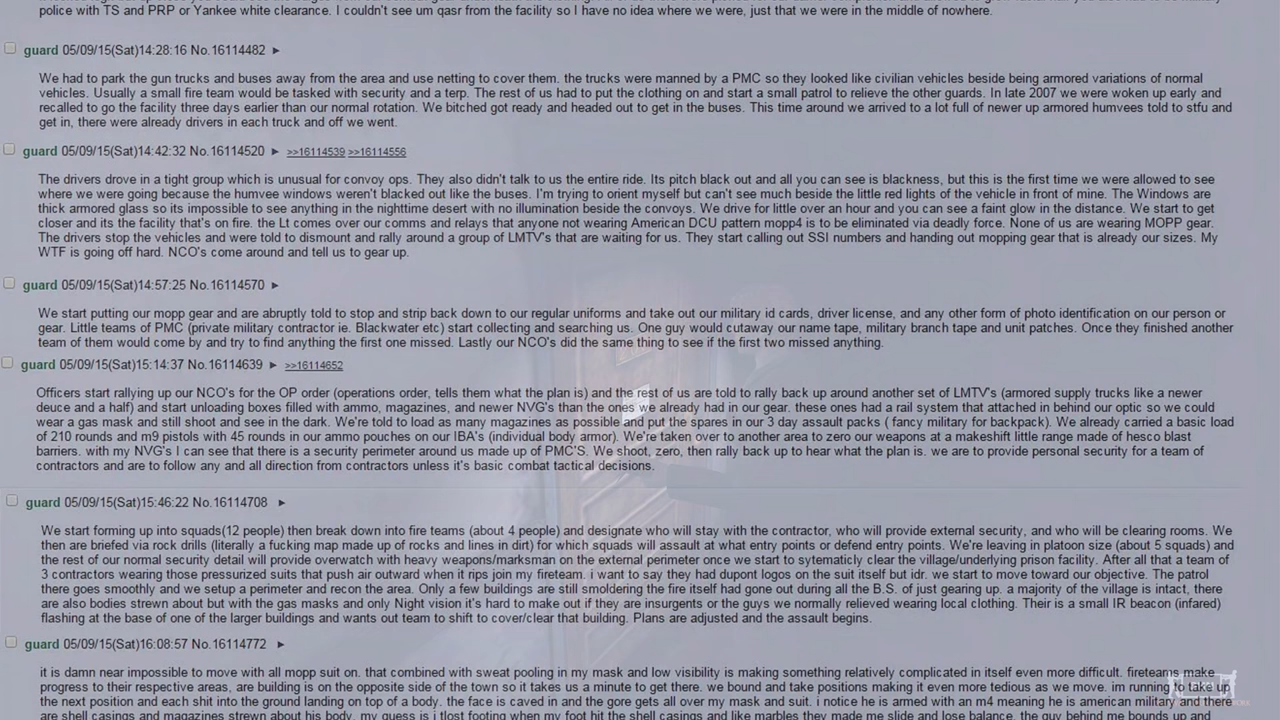 police with TS and PRP or Yankee white clearance. I couldn't see um qasr from the facility so I have no idea where we were, just that we were in the middle of nowhere.
guard 05/09/15(Sat)14:28:16 No.16114482 ►
We had to park the gun trucks and buses away from the area and use netting to cover them. the trucks were manned by a PMC so they looked like civilian vehicles beside being armored variations of normal
vehicles. Usually a small fire team would be tasked with security and a terp. The rest of us had to put the clothing on and start a small patrol to relieve the other guards. In late 2007 we were woken up early and
recalled to go the facility three days earlier than our normal rotation. We bitched got ready and headed out to get in the buses. This time around we arrived to a lot full of newer up armored humvees told to stfu and
get in, there were already drivers in each truck and off we went.
guard 05/09/15(Sat)14:42:32 No.16114520 ► >>16114539 >>16114556
The drivers drove in a tight group which is unusual for convoy ops. They also didn't talk to us the entire ride. Its pitch black out and all you can see is blackness, but this is the first time we were allowed to see
where we were going because the humvee windows weren't blacked out like the buses. I'm trying to orient myself but can't see much beside the little red lights of the vehicle in front of mine. The Windows are
thick armored glass so its impossible to see anything in the nighttime desert with no illumination beside the convoys. We drive for little over an hour and you can see a faint glow in the distance. We start to get
closer and its the facility that's on fire. the Lt comes over our comms and relays that anyone not wearing American DCU pattern mopp4 is to be eliminated via deadly force. None of us are wearing MOPP gear.
The drivers stop the vehicles and were told to dismount and rally around a group of LMTV's that are waiting for us. They start calling out SSI numbers and handing out mopping gear that is already our sizes. My
WTF is going off hard. NCO's come around and tell us to gear up.
guard 05/09/15(Sat)14:57:25 No.16114570 ►
We start putting our mopp gear and are abruptly told to stop and strip back down to our regular uniforms and take out our military id cards, driver license, and any other form of photo identification on our person or
gear. Little teams of PMC (private military contractor ie. Blackwater etc) start collecting and searching us. One guy would cutaway our name tape, military branch tape and unit patches. Once they finished another
team of them would come by and try to find anything the first one missed. Lastly our NCO's did the same thing to see if the first two missed anything.
guard 05/09/15(Sat)15:14:37 No.16114639 ► >>16114652
Officers start rallying up our NCO's for the OP order (operations order, tells them what the plan is) and the rest of us are told to rally back up around another set of LMTV's (armored supply trucks like a newer
deuce and a half) and start unloading boxes filled with ammo, magazines, and newer NVG's than the ones we already had in our gear. these ones had a rail system that attached in behind our optic so we could
wear a gas mask and still shoot and see in the dark. We're told to load as many magazines as possible and put the spares in our 3 day assault packs ( fancy military for backpack). We already carried a basic load
of 210 rounds and m9 pistols with 45 rounds in our ammo pouches on our IBA's (individual body armor). We're taken over to another area to zero our weapons at a makeshift little range made of hesco blast
barriers. with my NVG's I can see that there is a security perimeter around us made up of PMC'S. We shoot, zero, then rally back up to hear what the plan is. we are to provide personal security for a team of
contractors and are to follow any and all direction from contractors unless it's basic combat tactical decisions.
guard 05/09/15(Sat)15:46:22 No.16114708 ►
We start forming up into squads(12 people) then break down into fire teams (about 4 people) and designate who will stay with the contractor, who will provide external security, and who will be clearing rooms. We
then are briefed via rock drills (literally a fucking map made up of rocks and lines in dirt) for which squads will assault at what entry points or defend entry points. We're leaving in platoon size (about 5 squads) and
the rest of our normal security detail will provide overwatch with heavy weapons/marksman on the external perimeter once we start to sytematically clear the village/underlying prison facility. After all that a team of
3 contractors wearing those pressurized suits that push air outward when it rips join my fireteam. i want to say they had dupont logos on the suit itself but idr. we start to move toward our objective. The patrol
there goes smoothly and we setup a perimeter and recon the area. Only a few buildings are still smoldering the fire itself had gone out during all the B.S. of just gearing up. a majority of the village is intact, there
are also bodies strewn about but with the gas masks and only Night vision it's hard to make out if they are insurgents or the guys we normally relieved wearing local clothing. Their is a small IR beacon (infared)
flashing at the base of one of the larger buildings and wants out team to shift to cover/clear that building. Plans are adjusted and the assault begins.
guard 05/09/15(Sat)16:08:57 No.16114772 ►
it is damn near impossible to move with all mopp suit on. that combined with sweat pooling in my mask and low visibility is making something relatively complicated in itself even more difficult. fireteams make
progress to their respective areas, are building is on the opposite side of the town so it takes us a minute to get there. we bound and take positions making it even more tedious as we move. im running to take up
the next position and each shit into the ground landing on top of a body. the face is caved in and the gore gets all over my mask and suit. i notice he is armed with an m4 meaning he is american military and there
are shell casings and magazines strewn about his body. my guess is i lost footing when my foot hit the shell casings and like marbles they made me slide and lose balance. the guy behind me bounds up